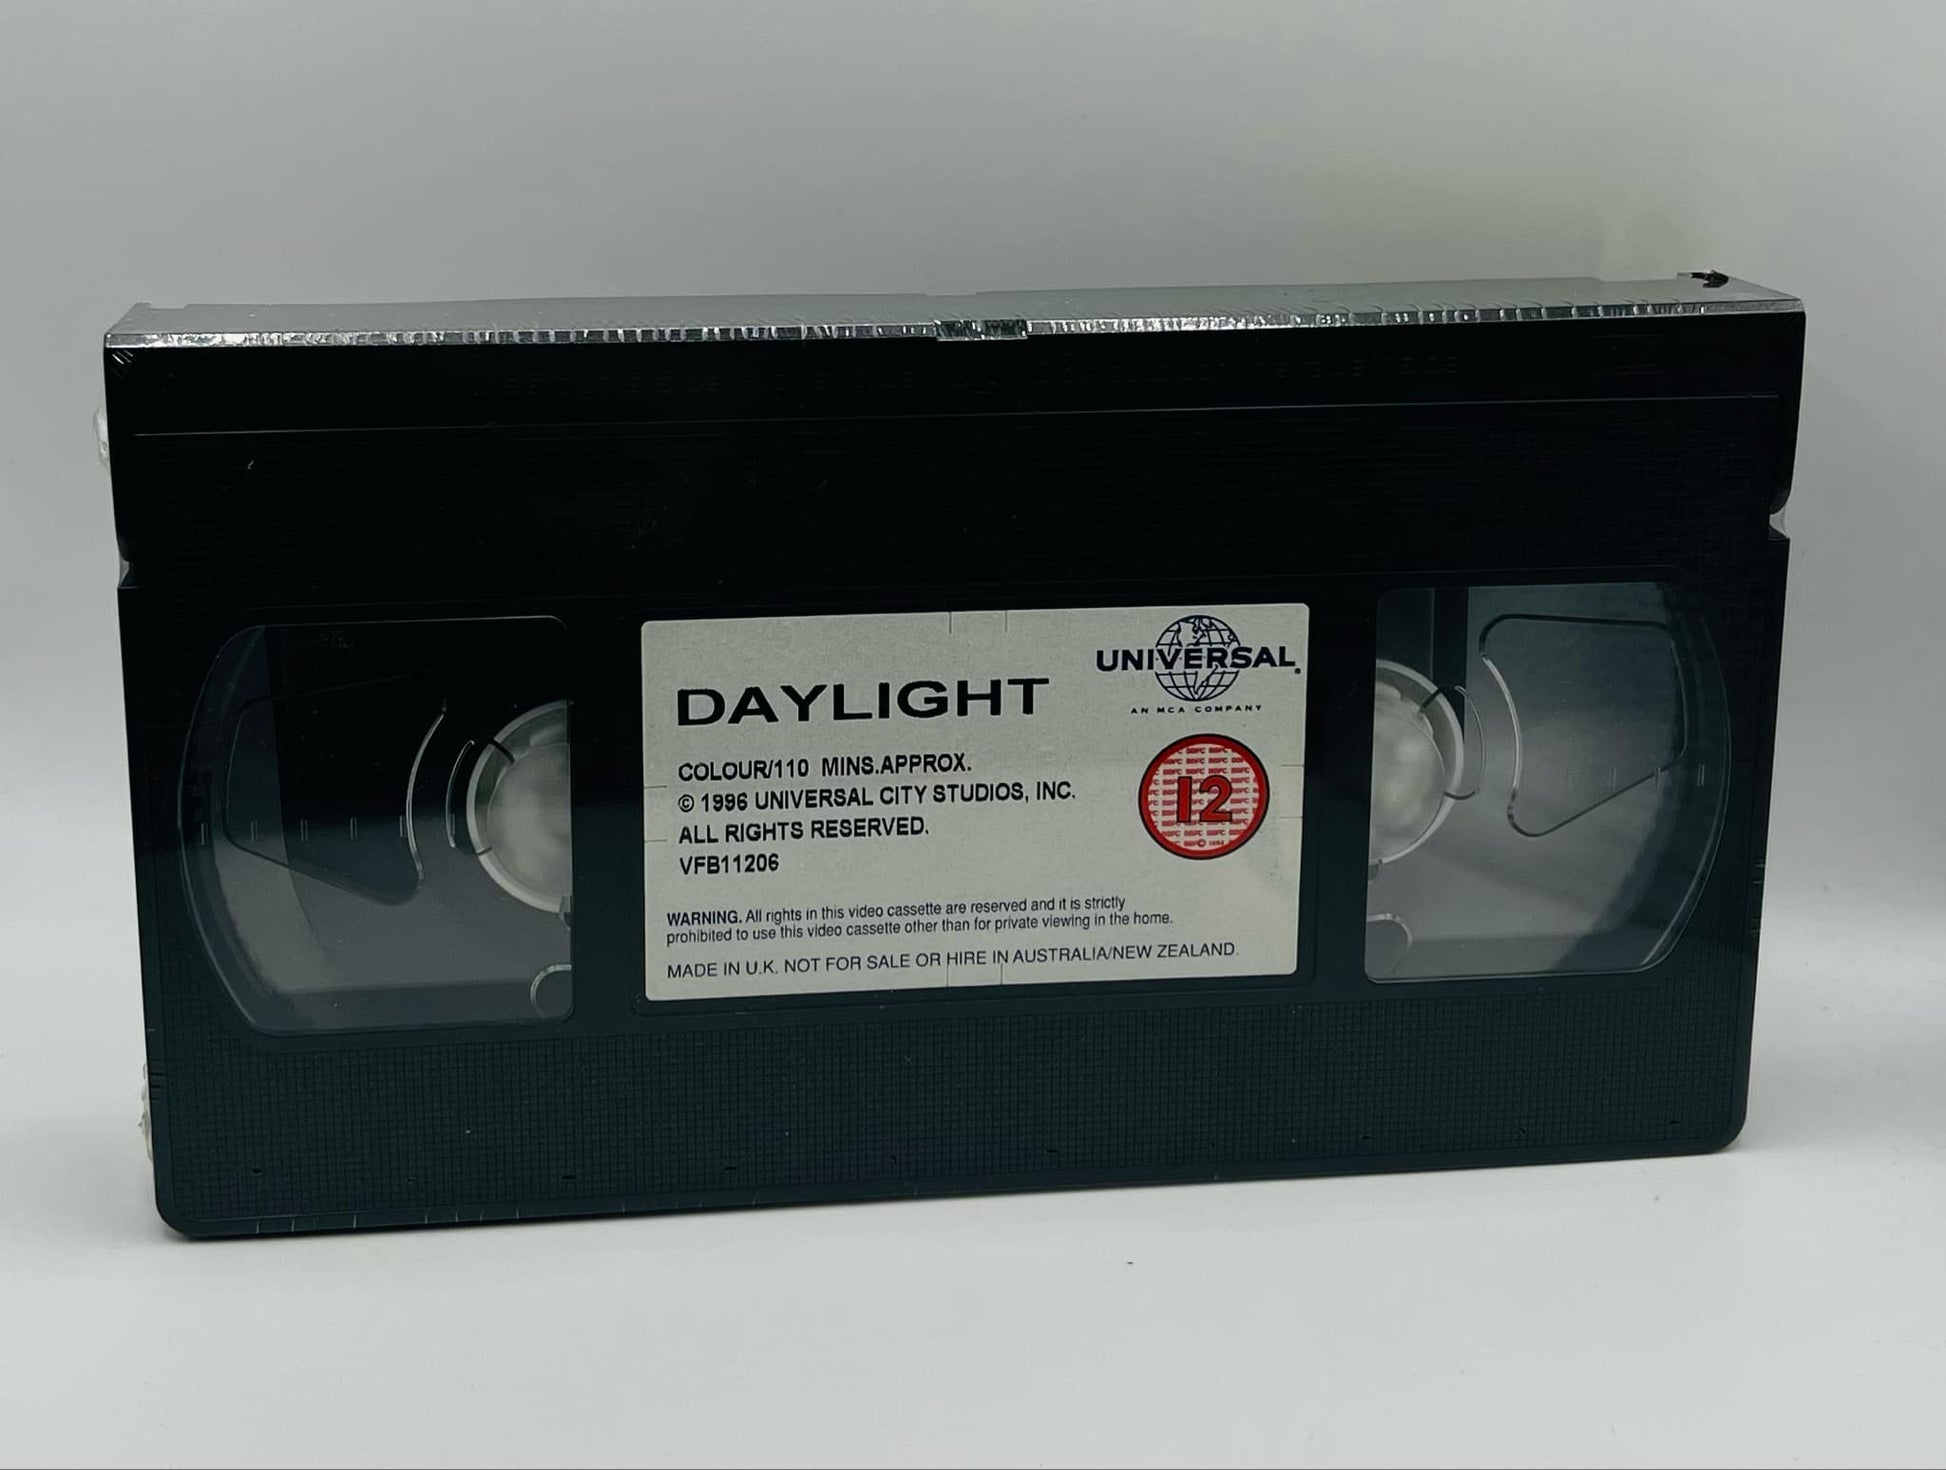 UNIVERSAL
AN MCA COMPANY
DAYLIGHT
COLOUR/110 MINS.APPROX.
© 1996 UNIVERSAL CITY STUDIOS, INC.
ALL RIGHTS RESERVED.
VFB11206
12
WARNING. All rights in this video cassette are reserved and it is strictly
prohibited to use this video cassette other than for private viewing in the home.
MADE IN U.K. NOT FOR SALE OR HIRE IN AUSTRALIA/NEW ZEALAND.